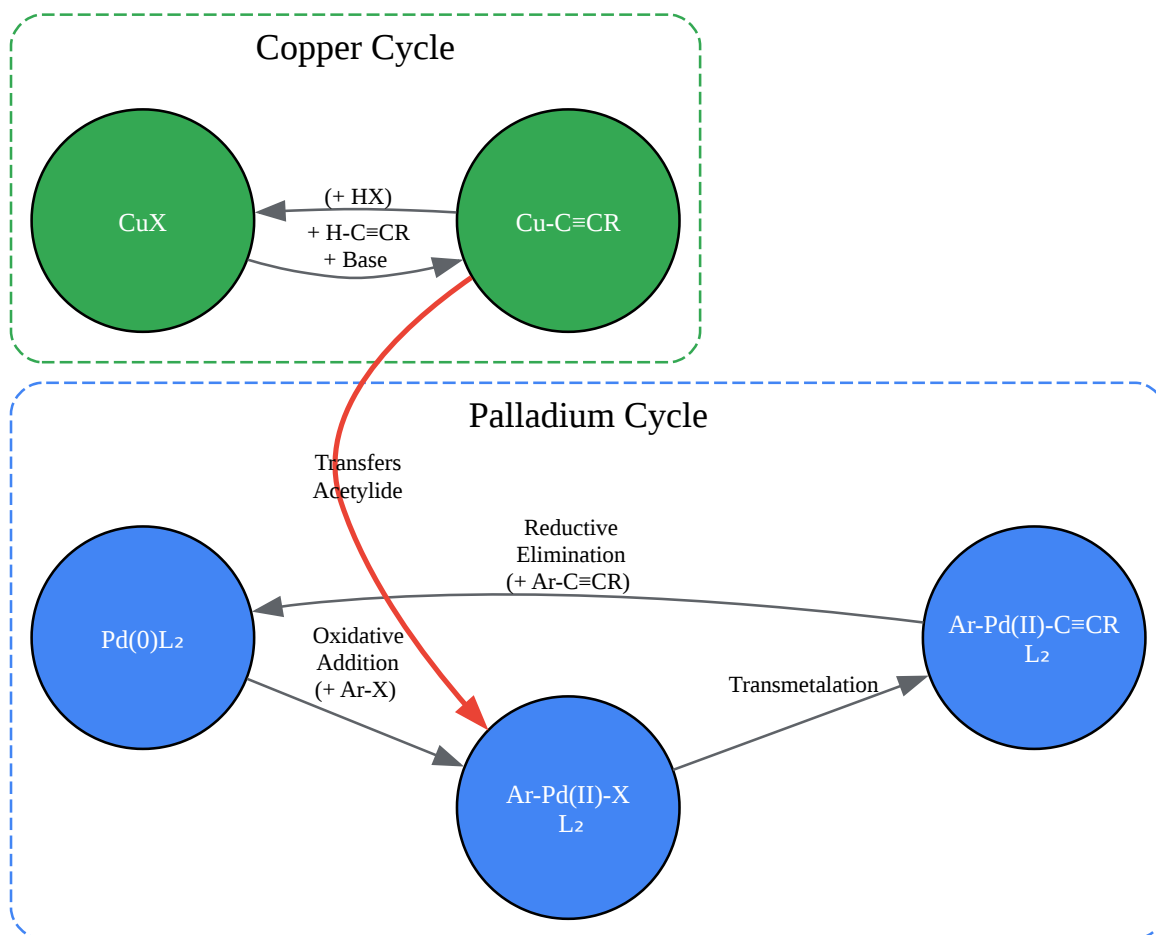 Copper Cycle
CuX
(+ HX)
+ H-C≡CR
+ Base
Cu-C≡CR
Palladium Cycle
Transfers
Acetylide
Reductive
Elimination
(+ Ar-C≡CR)
Pd(0)L₂
Oxidative
Addition
(+ Ar-X)
Transmetalation
Ar-Pd(II)-C≡CR
L₂
Ar-Pd(II)-X
L₂